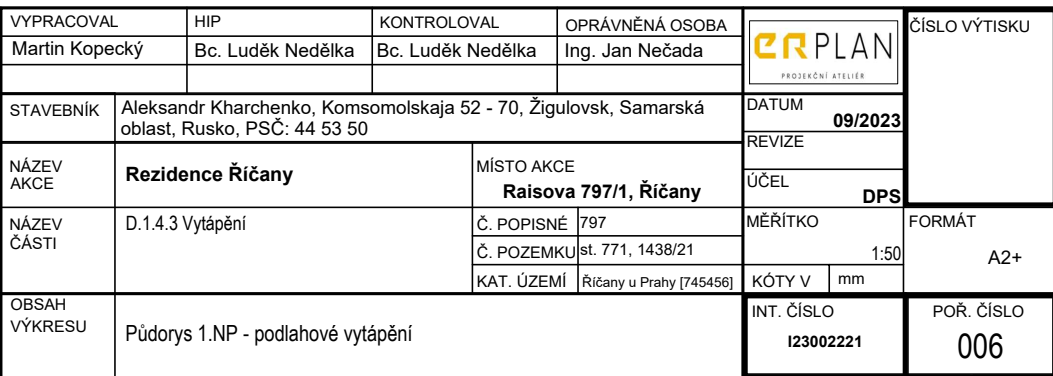 VYPRACOVAL HIP KONTROLOVAL OPRÁVNĚNÁ OSOBA
Martin Kopecký Bc. Luděk Nedělka Bc. Luděk Nedělka Ing. Jan Nečada
ERPLAN
PROJEKČNÍ ATELIÉR
ČÍSLO VÝTISKU
STAVEBNÍK
Aleksandr Kharchenko, Komsomolskaja 52 - 70, Žigulovsk, Samarská
oblast, Rusko, PSČ: 44 53 50
DATUM
09/2023
REVIZE
NÁZEV
AKCE
Rezidence Říčany
MÍSTO AKCE
Raisova 797/1, Říčany
ÚČEL
DPS
NÁZEV
ČÁSTI
D.1.4.3 Vytápění
Č. POPISNÉ 797
Č. POZEMKU st. 771, 1438/21
KAT. ÚZEMÍ Říčany u Prahy [745456]
MĚŘÍTKO
1:50
FORMÁT
A2+
KÓTY V mm
OBSAH
VÝKRESU
Půdorys 1.NP - podlahové vytápění
INT. ČÍSLO
I23002221
POŘ. ČÍSLO
006